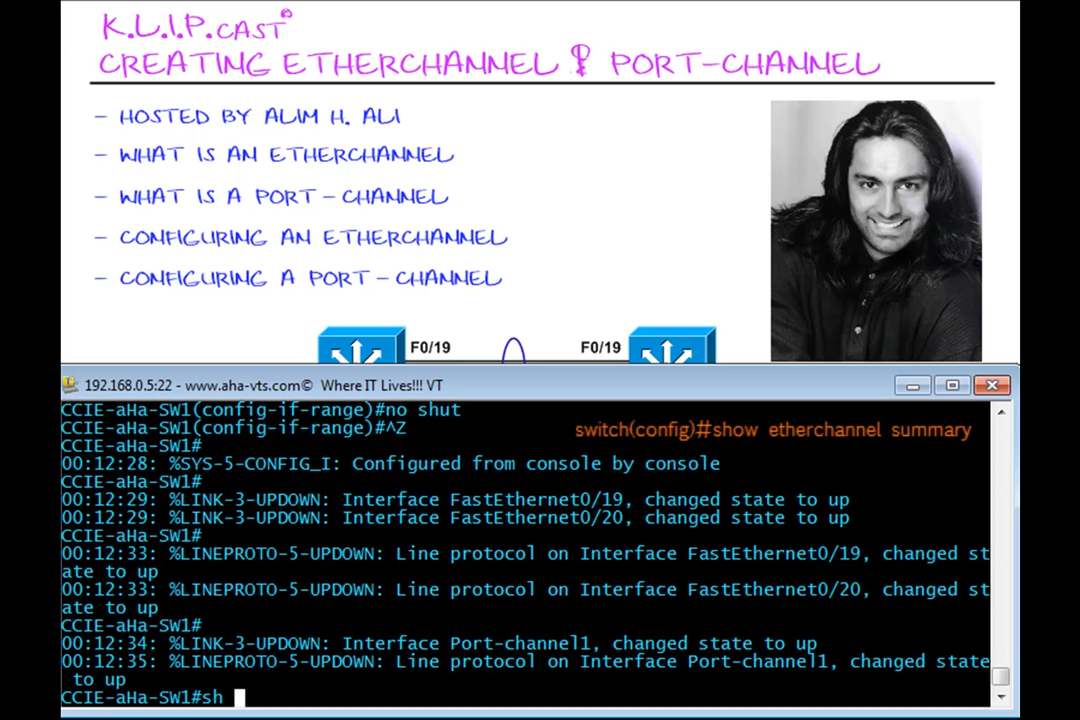 K.L.I.P.CAST
CREATING ETHERCHANNEL & PORT-CHANNEL
- HOSTED BY ALIM H. ALI
- WHAT IS AN ETHERCHANNEL
- WHAT IS A PORT-CHANNEL
- CONFIGURING AN ETHERCHANNEL
- CONFIGURING A PORT-CHANNEL
F0/19 F0/19
192.168.0.5:22 - www.aha-vts.com© Where IT Lives!!! VT
CCIE-aHa-SW1(config-if-range)#no shut
CCIE-aHa-SW1(config-if-range)#^Z
switch(config)#show etherchannel summary
CCIE-aHa-SW1#
00:12:28: %SYS-5-CONFIG_I: Configured from console by console
CCIE-aHa-SW1#
00:12:29: %LINK-3-UPDOWN: Interface FastEthernet0/19, changed state to up
00:12:29: %LINK-3-UPDOWN: Interface FastEthernet0/20, changed state to up
CCIE-aHa-SW1#
00:12:33: %LINEPROTO-5-UPDOWN: Line protocol on Interface FastEthernet0/19, changed st
ate to up
00:12:33: %LINEPROTO-5-UPDOWN: Line protocol on Interface FastEthernet0/20, changed st
ate to up
CCIE-aHa-SW1#
00:12:34: %LINK-3-UPDOWN: Interface Port-channel1, changed state to up
00:12:35: %LINEPROTO-5-UPDOWN: Line protocol on Interface Port-channel1, changed state
to up
CCIE-aHa-SW1#sh